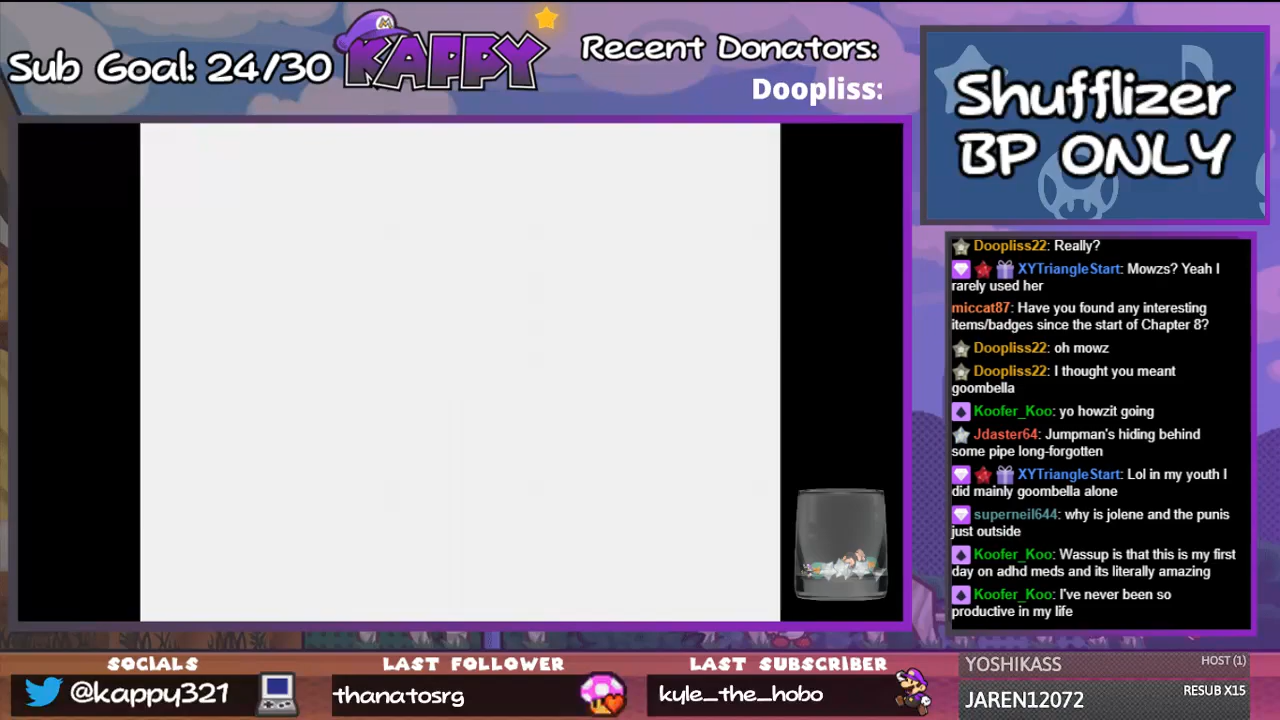 Sub Goal: 24/30
KAPPY
Recent Donators:
Doopliss:
Shufflizer
BP ONLY
Doopliss22: Really?
XYTriangleStart: Mowzs? Yeah I
rarely used her
miccat87: Have you found any interesting
items/badges since the start of Chapter 8?
Doopliss22: oh mowz
Doopliss22: I thought you meant
goombella
Koofer_Koo: yo howzit going
Jdaster64: Jumpman's hiding behind
some pipe long-forgotten
XYTriangleStart: Lol in my youth I
did mainly goombella alone
superneil644: why is jolene and the punis
just outside
Koofer_Koo: Wassup is that this is my first
day on adhd meds and its literally amazing
Koofer_Koo: I've never been so
productive in my life
SOCIALS
@kappy321
LAST FOLLOWER
thanatosrg
LAST SUBSCRIBER
kyle_the_hobo
YOSHIKASS HOST (1)
JAREN12072 RESUB X15